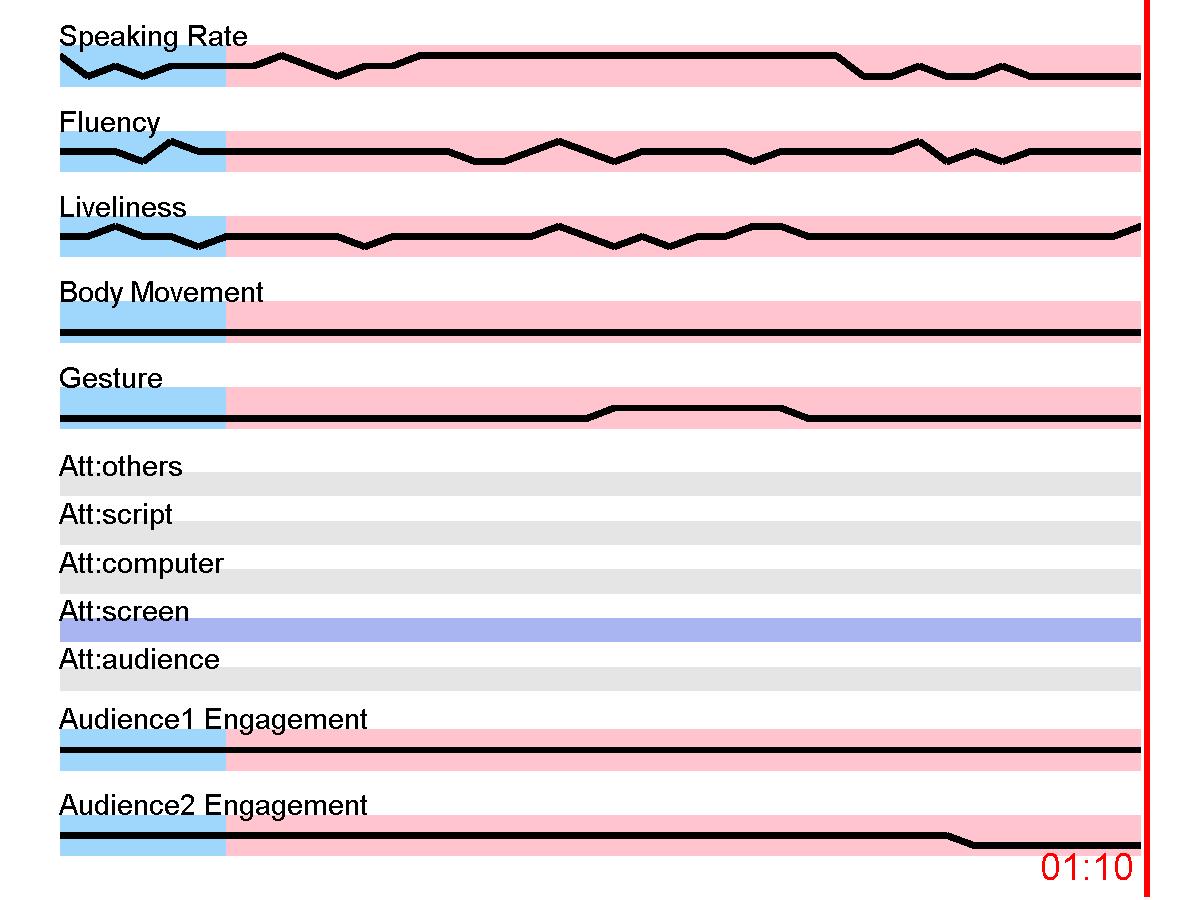 Speaking Rate
Fluency
Liveliness
Body Movement
Gesture
Att:others
Att:script
Att:computer
Att:screen
Att:audience
Audience1 Engagement
Audience2 Engagement
01:10